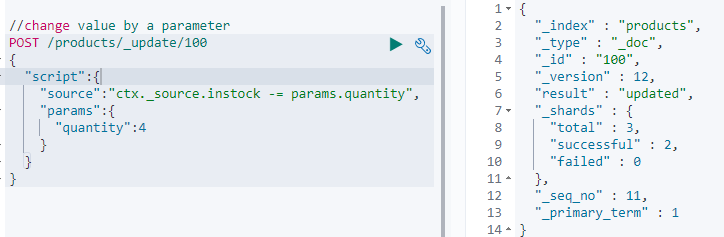 //change value by a parameter
POST /products/_update/100
{
  "script":{
    "source":"ctx._source.instock -= params.quantity",
    "params":{
      "quantity":4
    }
  }
}
1 {
2   "_index" : "products",
3   "_type" : "_doc",
4   "_id" : "100",
5   "_version" : 12,
6   "result" : "updated",
7   "_shards" : {
8     "total" : 3,
9     "successful" : 2,
10     "failed" : 0
11   },
12   "_seq_no" : 11,
13   "_primary_term" : 1
14 }